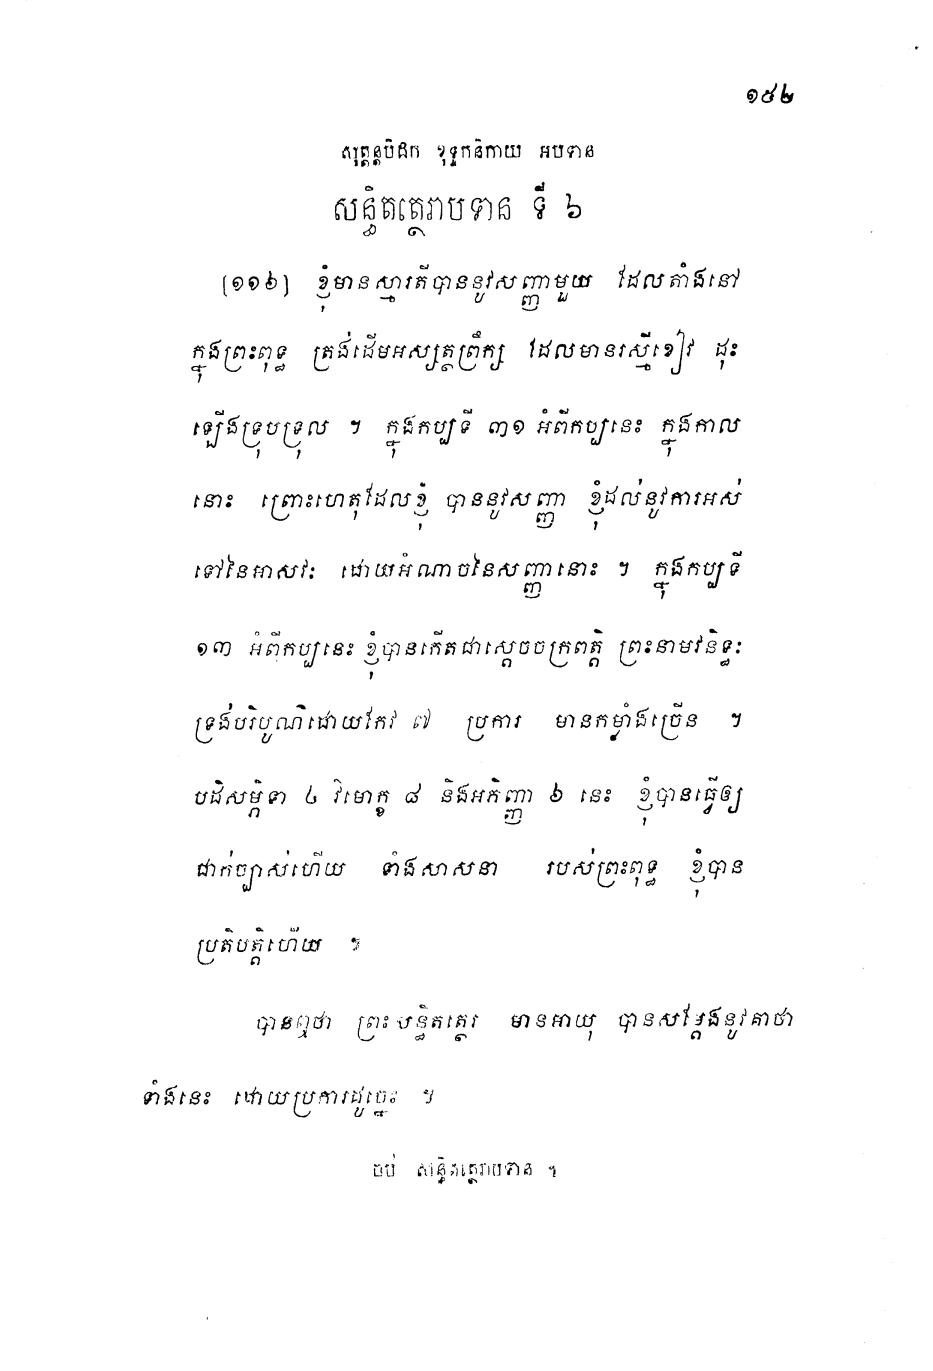 ១៥២
សុត្តន្តបិដក ខុទ្ទកនិកាយ អបទាន
សន្ធិតត្ថេរាបទាន ទី ៦
[១១៦] ខ្ញុំមានស្មារតីបាននូវសញ្ញាមួយ ដែលតាំងនៅ
ក្នុងព្រះពុទ្ធ ត្រង់ដើមអស្សត្ថព្រឹក្ស ដែលមានរស្មីខៀវ ដុះ
ឡើងទ្រុបទ្រុល ។ ក្នុងកប្បទី ៣១ អំពីកប្បនេះ ក្នុងកាល
នោះ ព្រោះហេតុដែលខ្ញុំ បាននូវសញ្ញា ខ្ញុំដល់នូវការអស់
ទៅនៃអាសវៈ ដោយអំណាចនៃសញ្ញានោះ ។ ក្នុងកប្បទី
១៣ អំពីកប្បនេះ ខ្ញុំបានកើតជាស្តេចចក្រពត្តិ ព្រះនាមវនិទ្ធៈ
ទ្រង់បរិបូណ៌ដោយកែវ ៧ ប្រការ មានកម្លាំងច្រើន ។
បដិសម្ភិទា ៤ វិមោក្ខ ៨ និងអភិញ្ញា ៦ នេះ ខ្ញុំបានធ្វើឲ្យ
ជាក់ច្បាស់ហើយ ទាំងសាសនា របស់ព្រះពុទ្ធ ខ្ញុំបាន
ប្រតិបត្តិហើយ ។
បានឮថា ព្រះសន្ធិតត្ថេរ មានអាយុ បានសម្តែងនូវគាថា
ទាំងនេះ ដោយប្រការដូច្នេះ ។
ចប់ សន្ធិតត្ថេរាបទាន ។